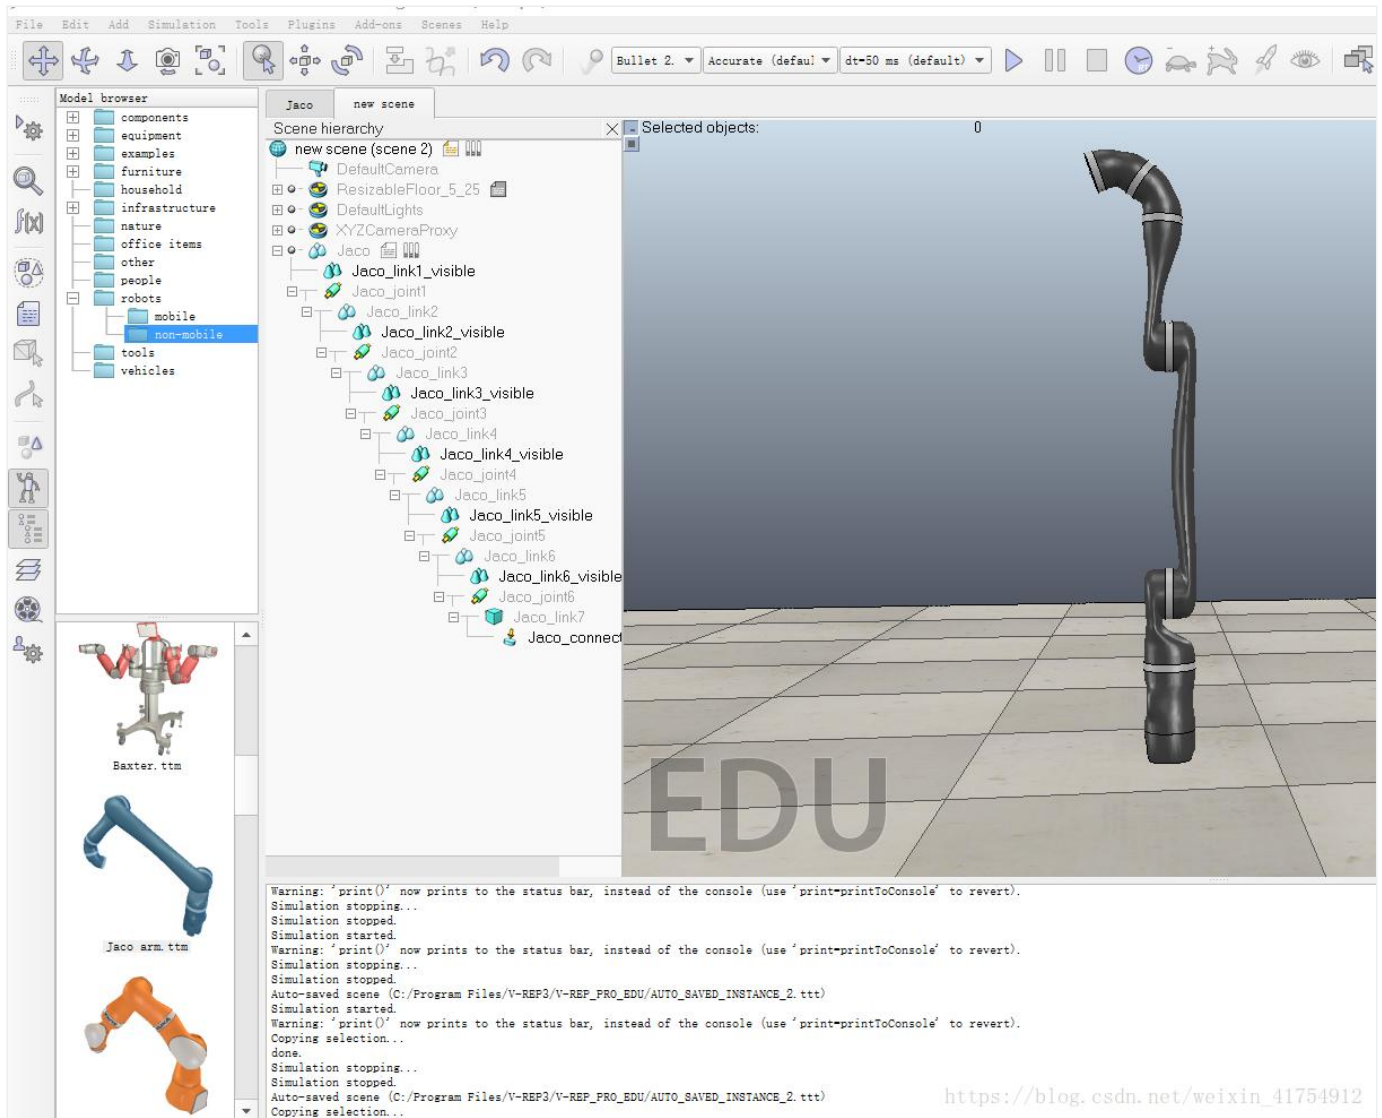 File Edit Add Simulation Tools Plugins Add-ons Scenes Help
Bullet 2. Accurate (defaul dt=50 ms (default)
Model browser
components
equipment
examples
furniture
household
infrastructure
nature
office items
other
people
robots
mobile
non-mobile
tools
vehicles
Baxter.ttm
Jaco arm.ttm
Jaco new scene
Scene hierarchy
new scene (scene 2)
DefaultCamera
ResizableFloor_5_25
DefaultLights
XYZCameraProxy
Jaco
Jaco_link1_visible
Jaco_joint1
Jaco_link2
Jaco_link2_visible
Jaco_joint2
Jaco_link3
Jaco_link3_visible
Jaco_joint3
Jaco_link4
Jaco_link4_visible
Jaco_joint4
Jaco_link5
Jaco_link5_visible
Jaco_joint5
Jaco_link6
Jaco_link6_visible
Jaco_joint6
Jaco_link7
Jaco_connect
Selected objects: 0
EDU
Warning: 'print()' now prints to the status bar, instead of the console (use 'print=printToConsole' to revert).
Simulation stopping...
Simulation stopped.
Simulation started.
Warning: 'print()' now prints to the status bar, instead of the console (use 'print=printToConsole' to revert).
Simulation stopping...
Simulation stopped.
Auto-saved scene (C:/Program Files/V-REP3/V-REP_PRO_EDU/AUTO_SAVED_INSTANCE_2.ttt)
Simulation started.
Warning: 'print()' now prints to the status bar, instead of the console (use 'print=printToConsole' to revert).
Copying selection...
done.
Simulation stopping...
Simulation stopped.
Auto-saved scene (C:/Program Files/V-REP3/V-REP_PRO_EDU/AUTO_SAVED_INSTANCE_2.ttt)
Copying selection...
https://blog.csdn.net/weixin_41754912